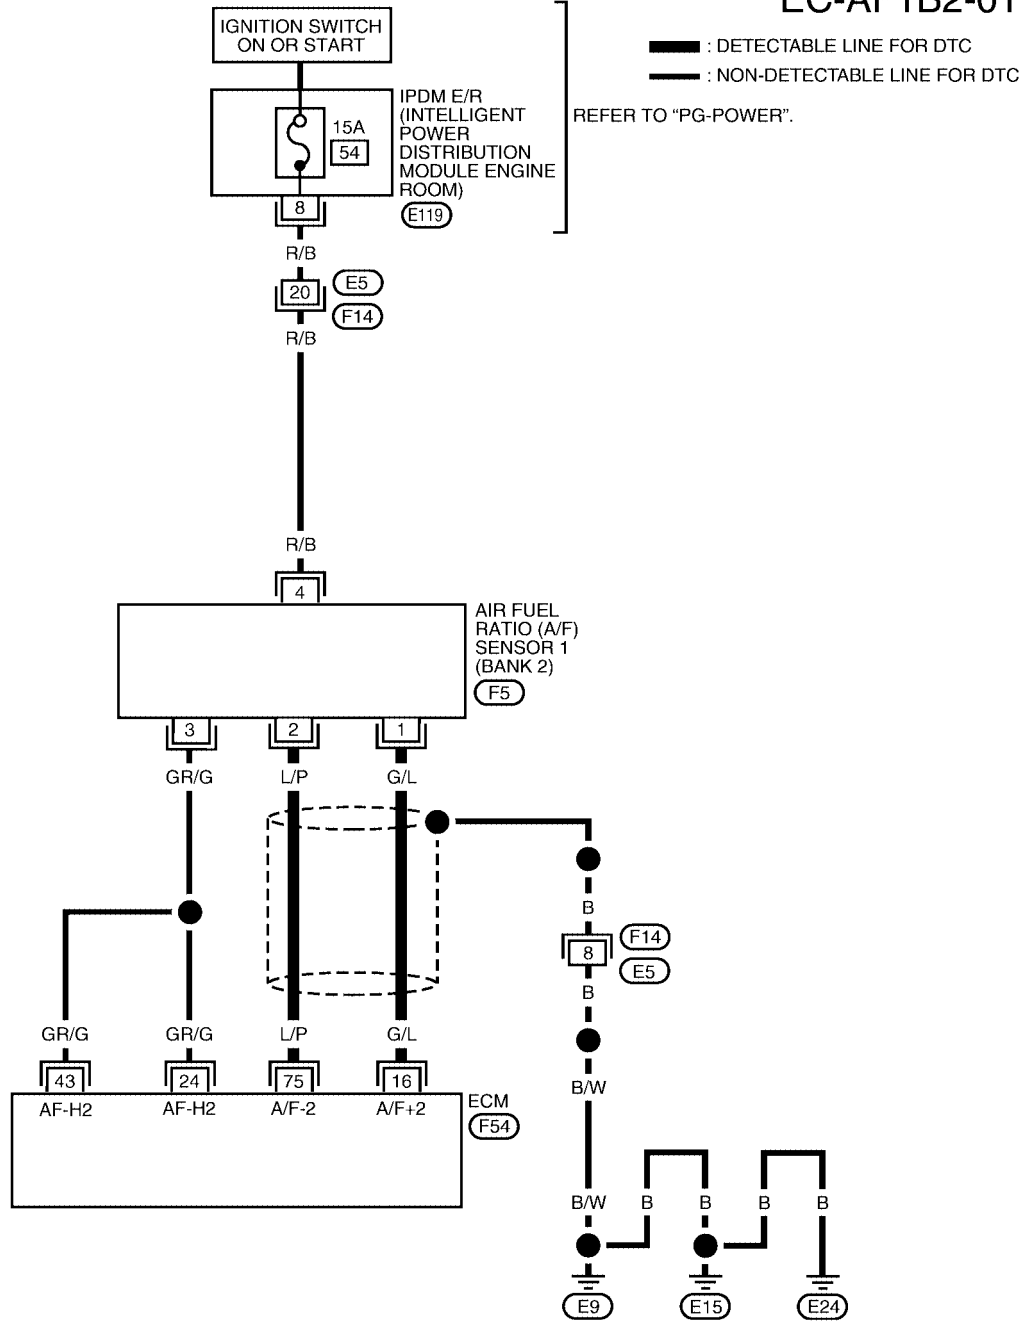 EC-AF1B2-01
IGNITION SWITCH
ON OR START
: DETECTABLE LINE FOR DTC
: NON-DETECTABLE LINE FOR DTC
IPDM E/R
(INTELLIGENT
POWER
DISTRIBUTION
MODULE ENGINE
ROOM)
E119
REFER TO “PG-POWER”.
15A
54
8
R/B
20
E5
F14
R/B
R/B
4
AIR FUEL
RATIO (A/F)
SENSOR 1
(BANK 2)
F5
3 2 1
GR/G L/P G/L
B
8
F14
E5
B
GR/G GR/G L/P G/L
43 24 75 16
AF-H2 AF-H2 A/F-2 A/F+2
ECM
F54
B/W
B/W B B B B
E9 E15 E24